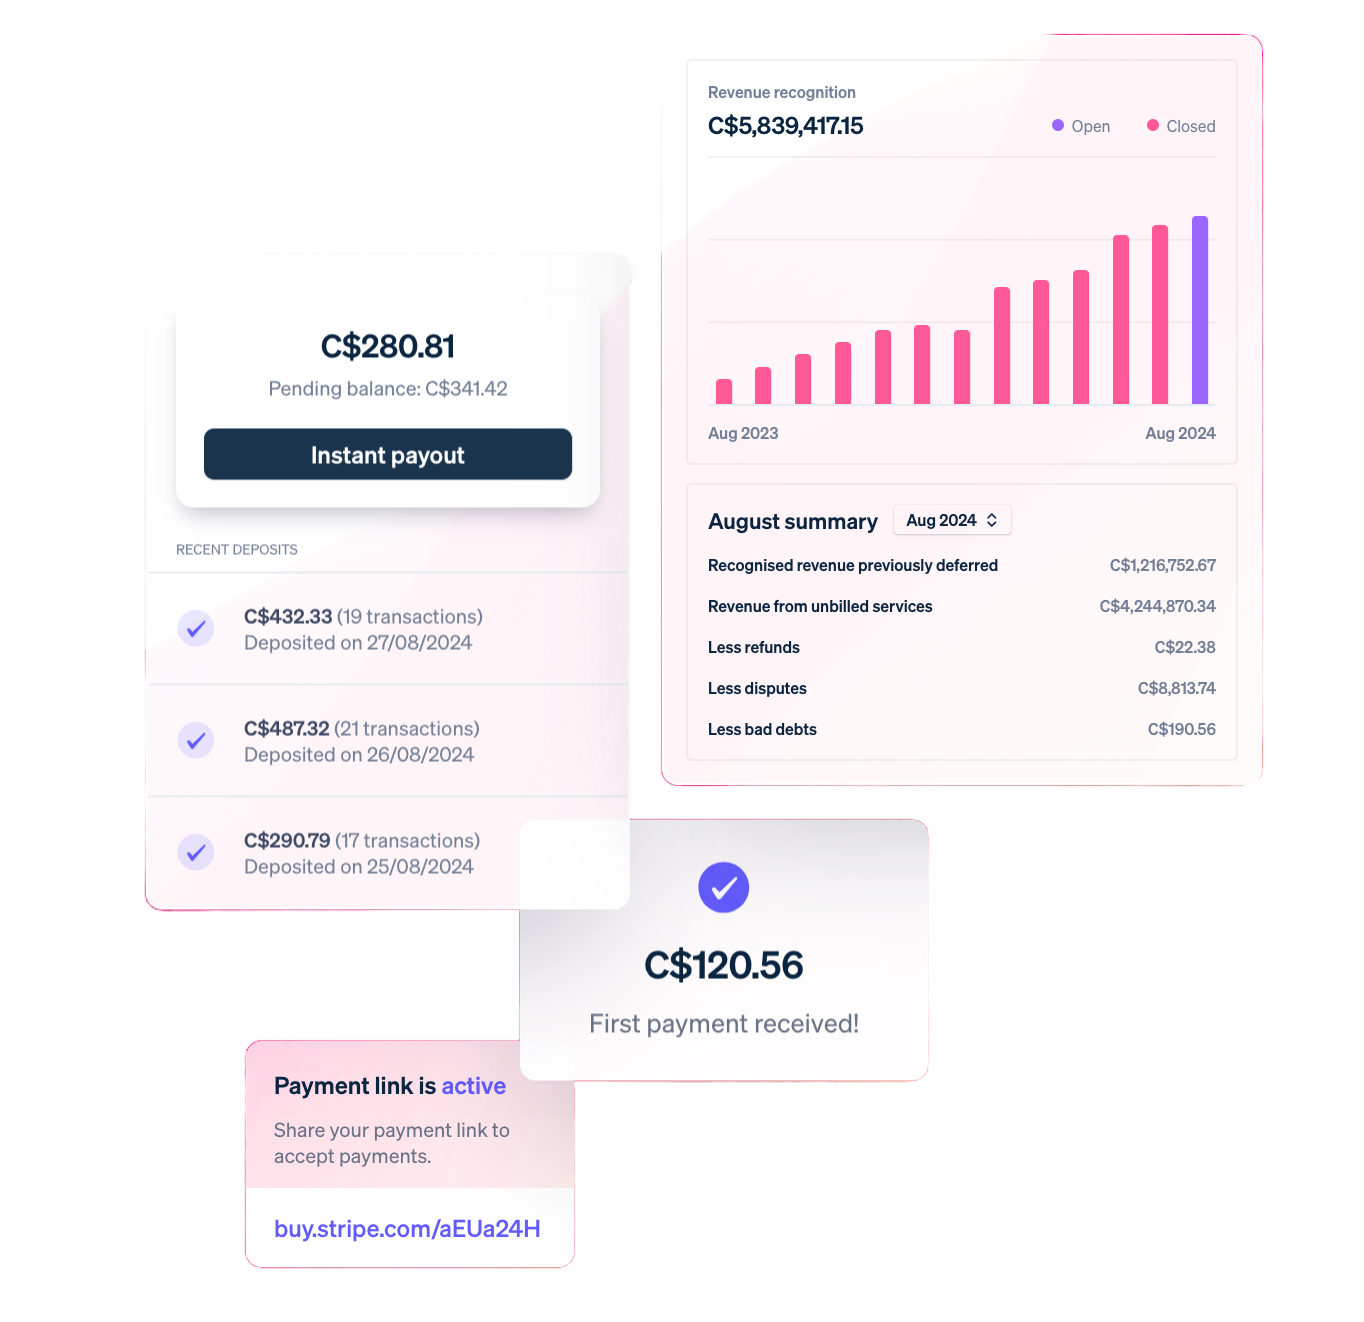 Revenue recognition
C$5,839,417.15
Open
Closed
Aug 2023
Aug 2024
August summary
Aug 2024
Recognised revenue previously deferred C$1,216,752.67
Revenue from unbilled services C$4,244,870.34
Less refunds C$22.38
Less disputes C$8,813.74
Less bad debts C$190.56
C$280.81
Pending balance: C$341.42
Instant payout
RECENT DEPOSITS
C$432.33 (19 transactions)
Deposited on 27/08/2024
C$487.32 (21 transactions)
Deposited on 26/08/2024
C$290.79 (17 transactions)
Deposited on 25/08/2024
C$120.56
First payment received!
Payment link is active
Share your payment link to
accept payments.
buy.stripe.com/aEUa24H